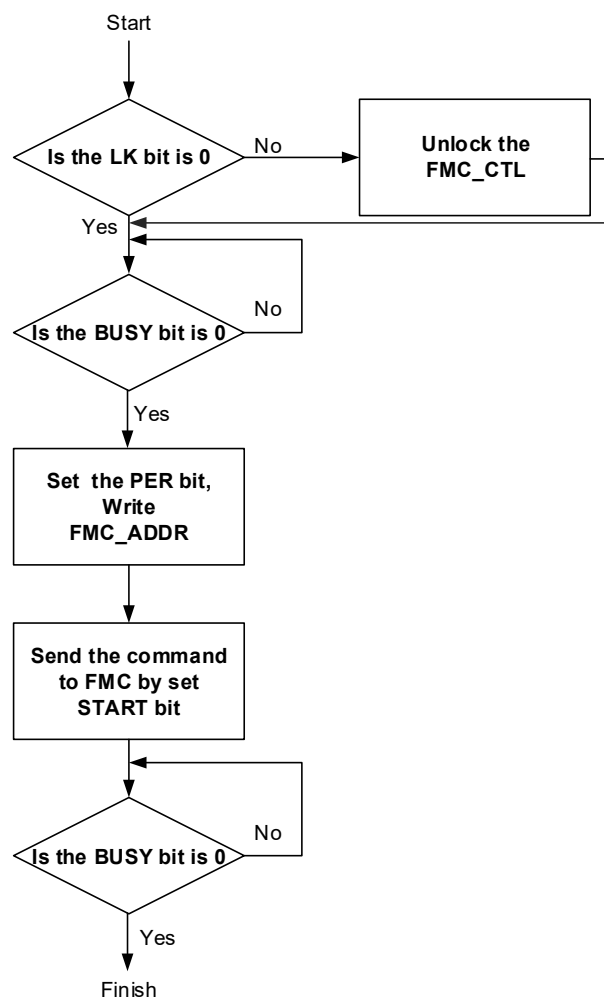 Start
Is the LK bit is 0
No
Unlock the
FMC_CTL
Yes
No
Is the BUSY bit is 0
Yes
Set the PER bit,
Write
FMC_ADDR
Send the command
to FMC by set
START bit
No
Is the BUSY bit is 0
Yes
Finish